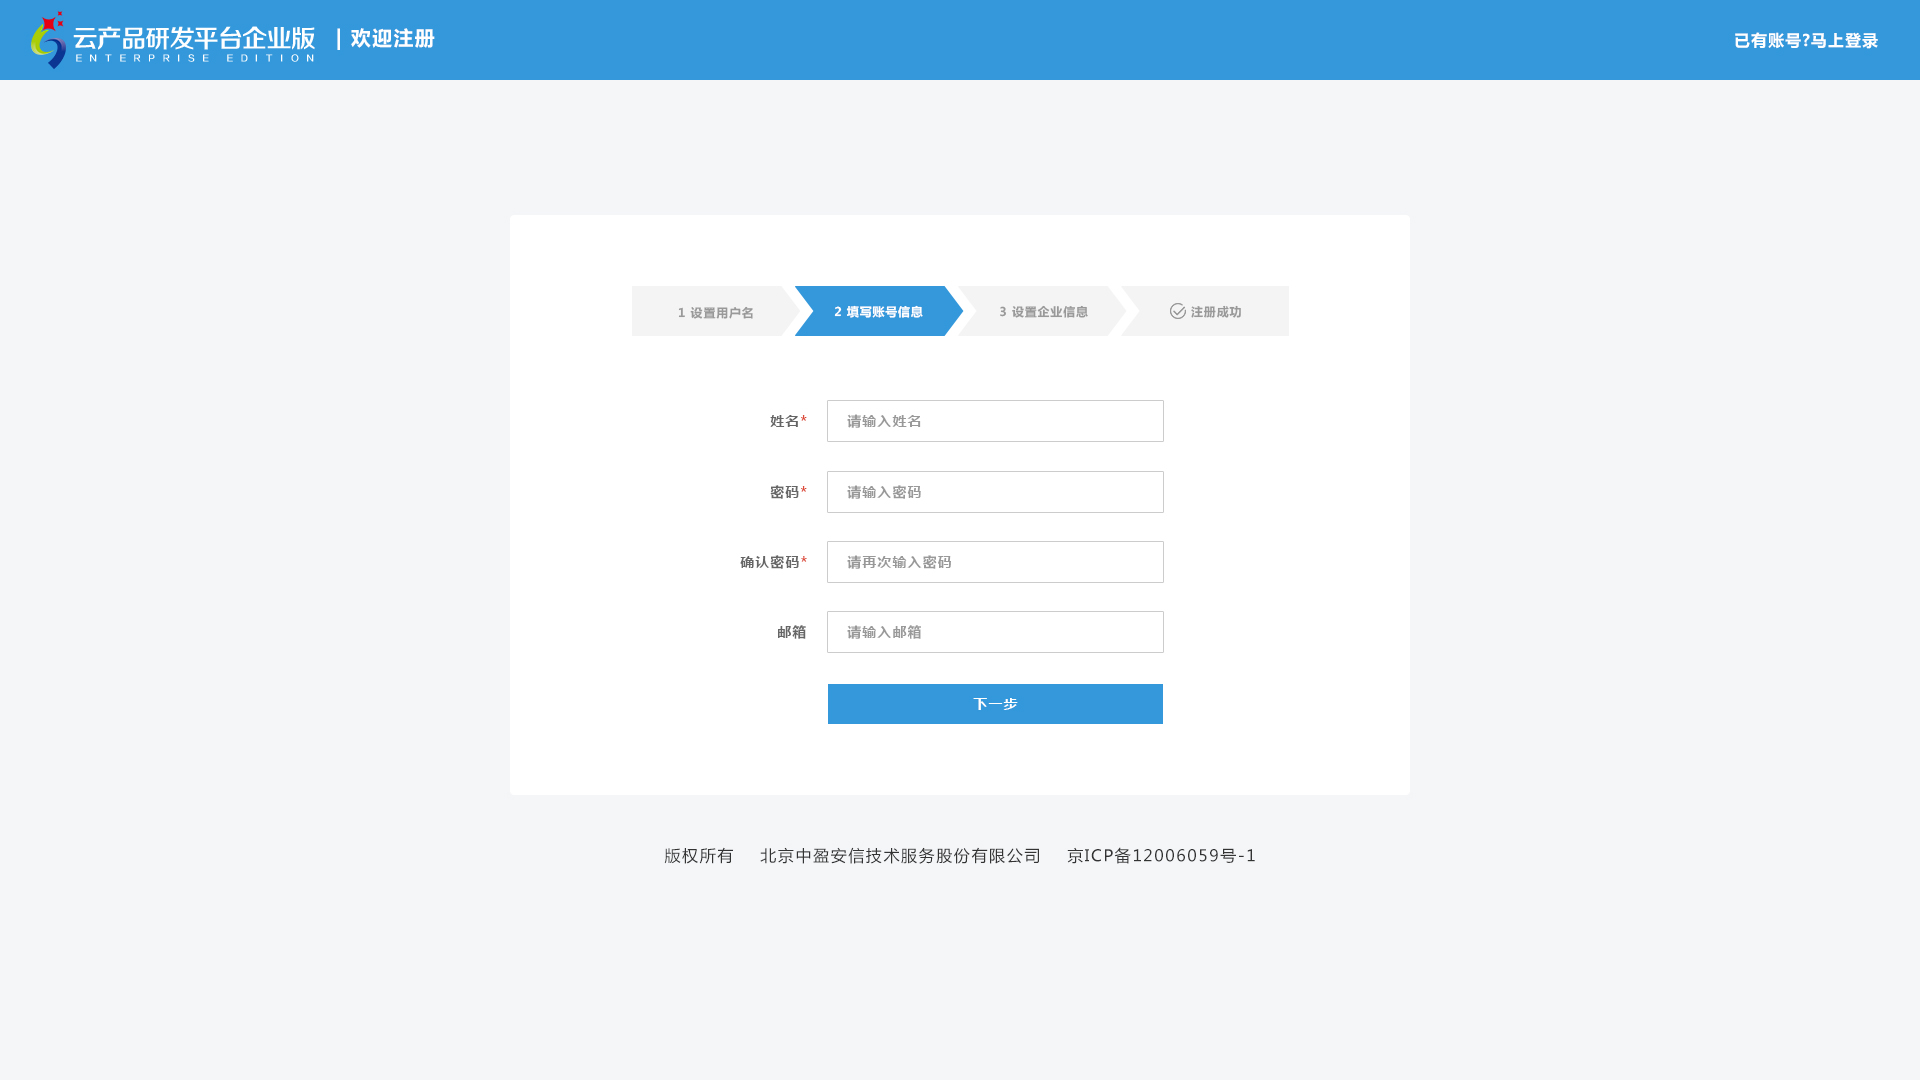 云产品研发平台企业版
ENTERPRISE EDITION
| 欢迎注册
已有账号?马上登录
1 设置用户名
2 填写账号信息
3 设置企业信息
注册成功
姓名*
请输入姓名
密码*
请输入密码
确认密码*
请再次输入密码
邮箱
请输入邮箱
下一步
版权所有 北京中盈安信技术服务股份有限公司 京ICP备12006059号-1